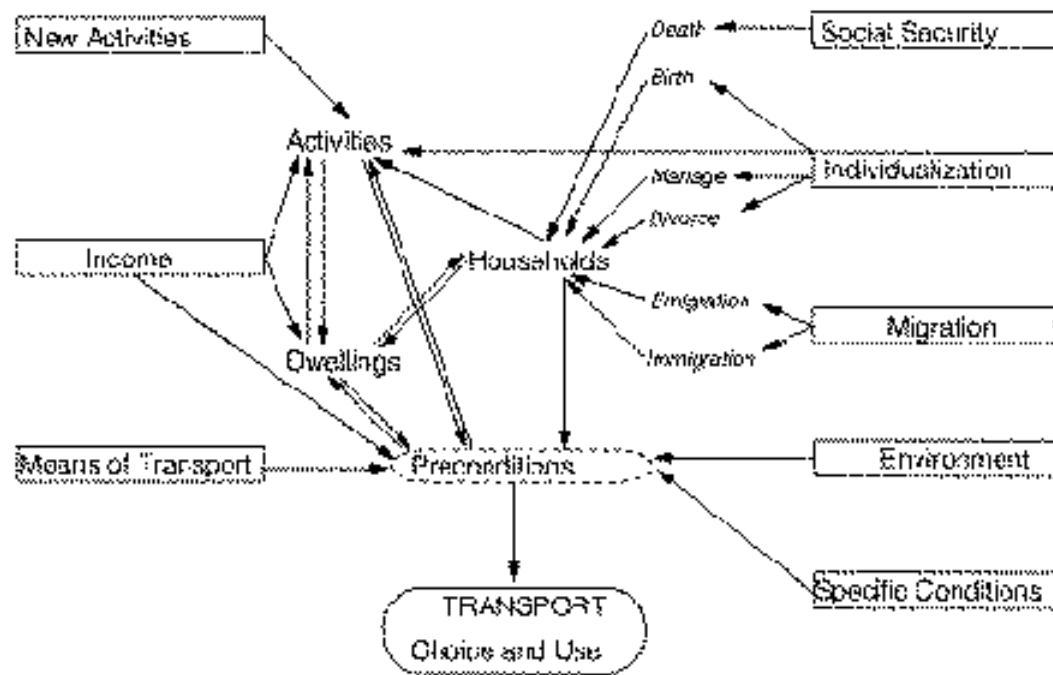 New Activities
Death
Social Security
Birth
Activities
Individualization
Marriage
Divorce
Income
Households
Emigration
Migration
Dwellings
Immigration
Means of Transport
Preconditions
Environment
Specific Conditions
TRANSPORT
Choice and Use